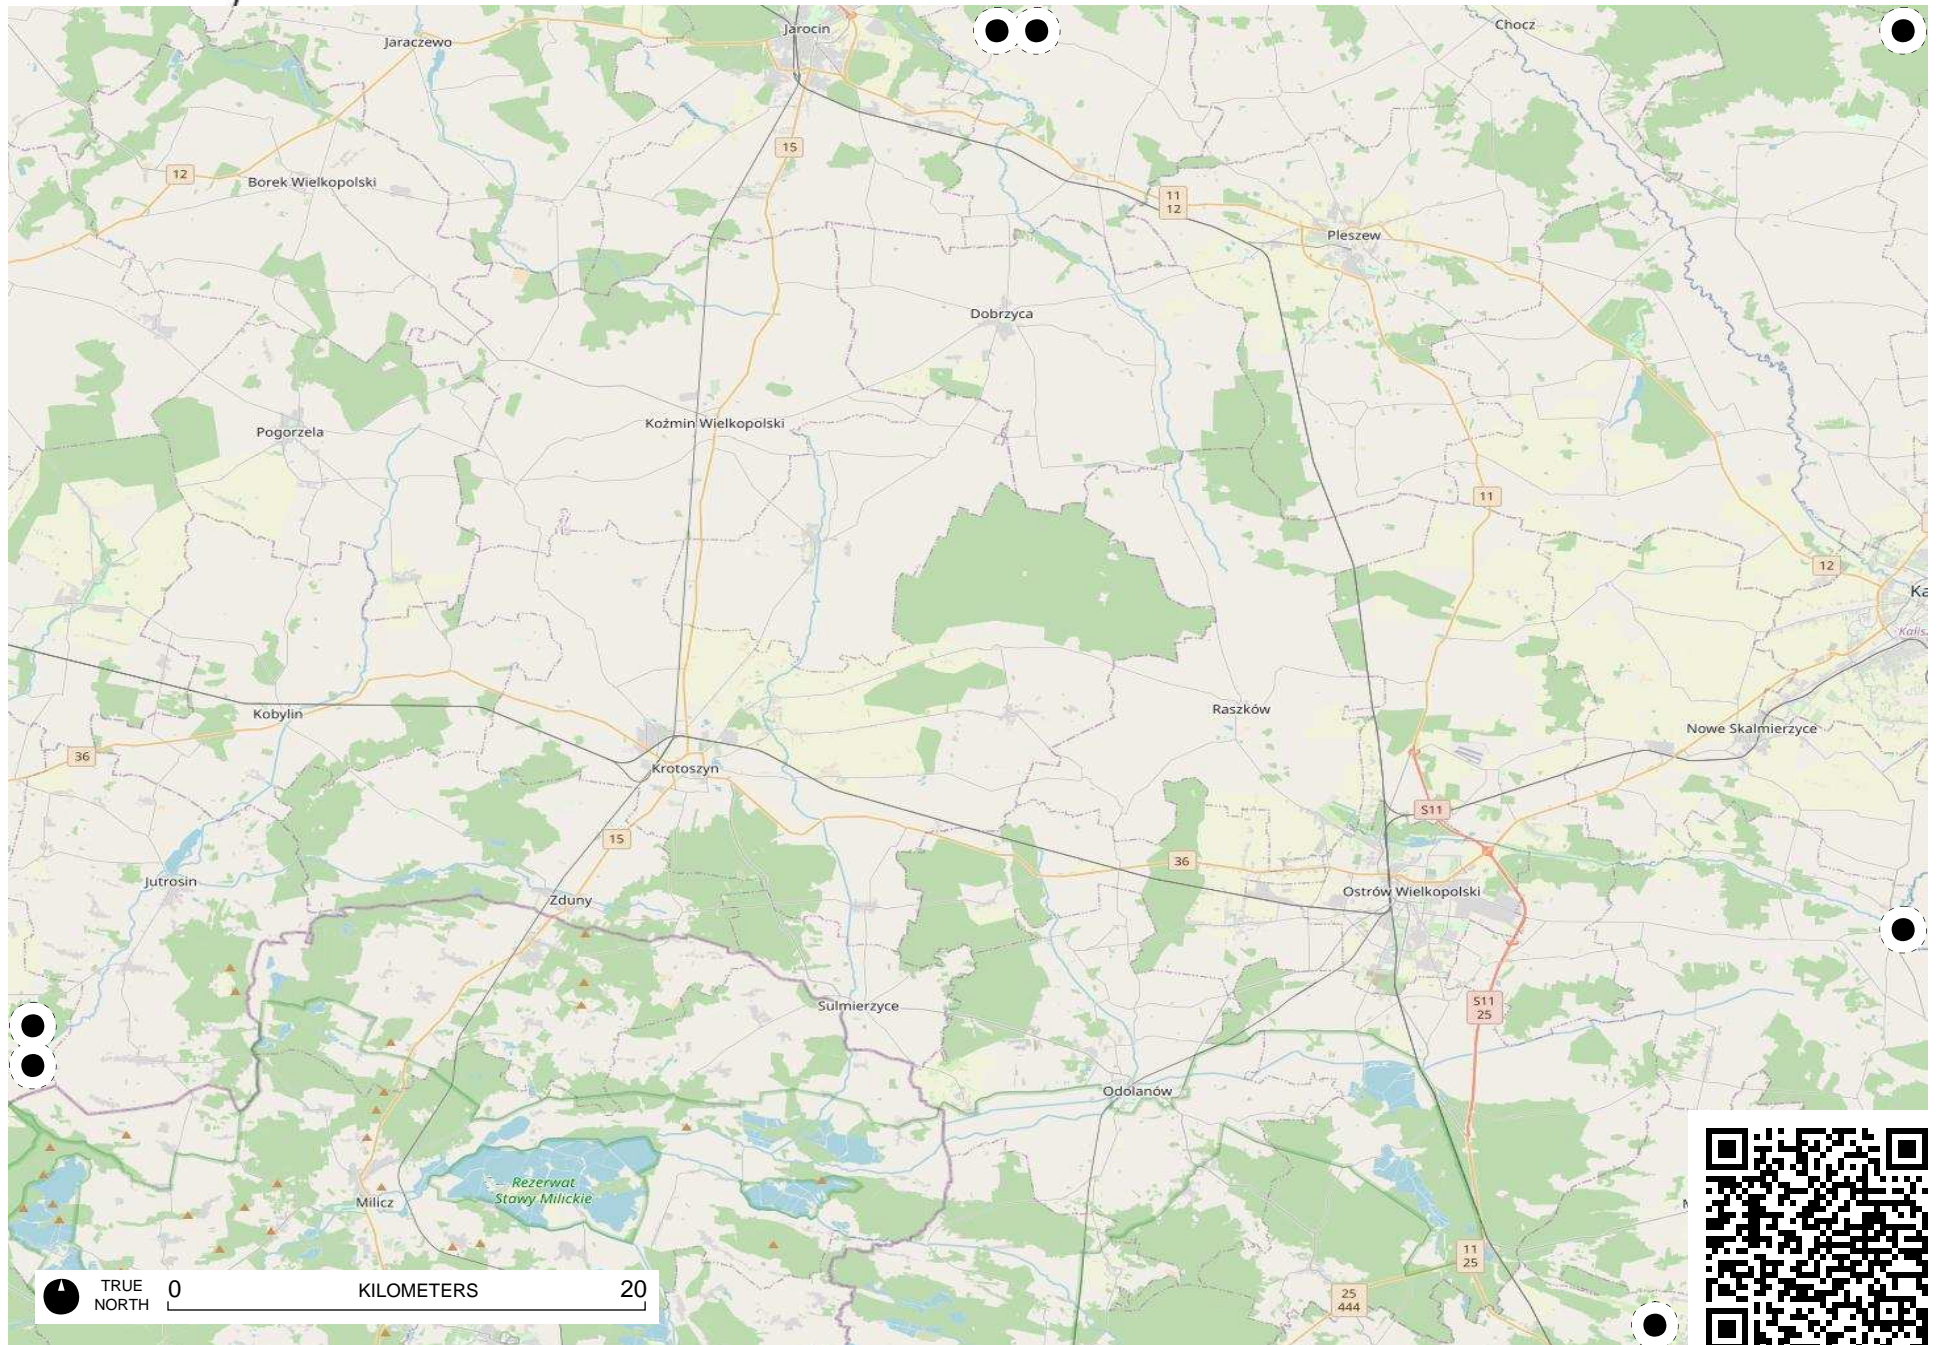 Jaraczewo
Jarocin
Chocz
15
12
Borek Wielkopolski
11
12
Pleszew
Dobrzyca
Koźmin Wielkopolski
Pogorzela
11
12
Kobylin
Raszków
36
Krotoszyn
Nowe Skalmierzyce
S11
15
36
Jutrosin
Zduny
Ostrów Wielkopolski
Sulmierzyce
S11
25
Odolanów
Rezerwat
Stawy Milickie
Milicz
11
25
25
444
TRUE
NORTH
0
KILOMETERS
20